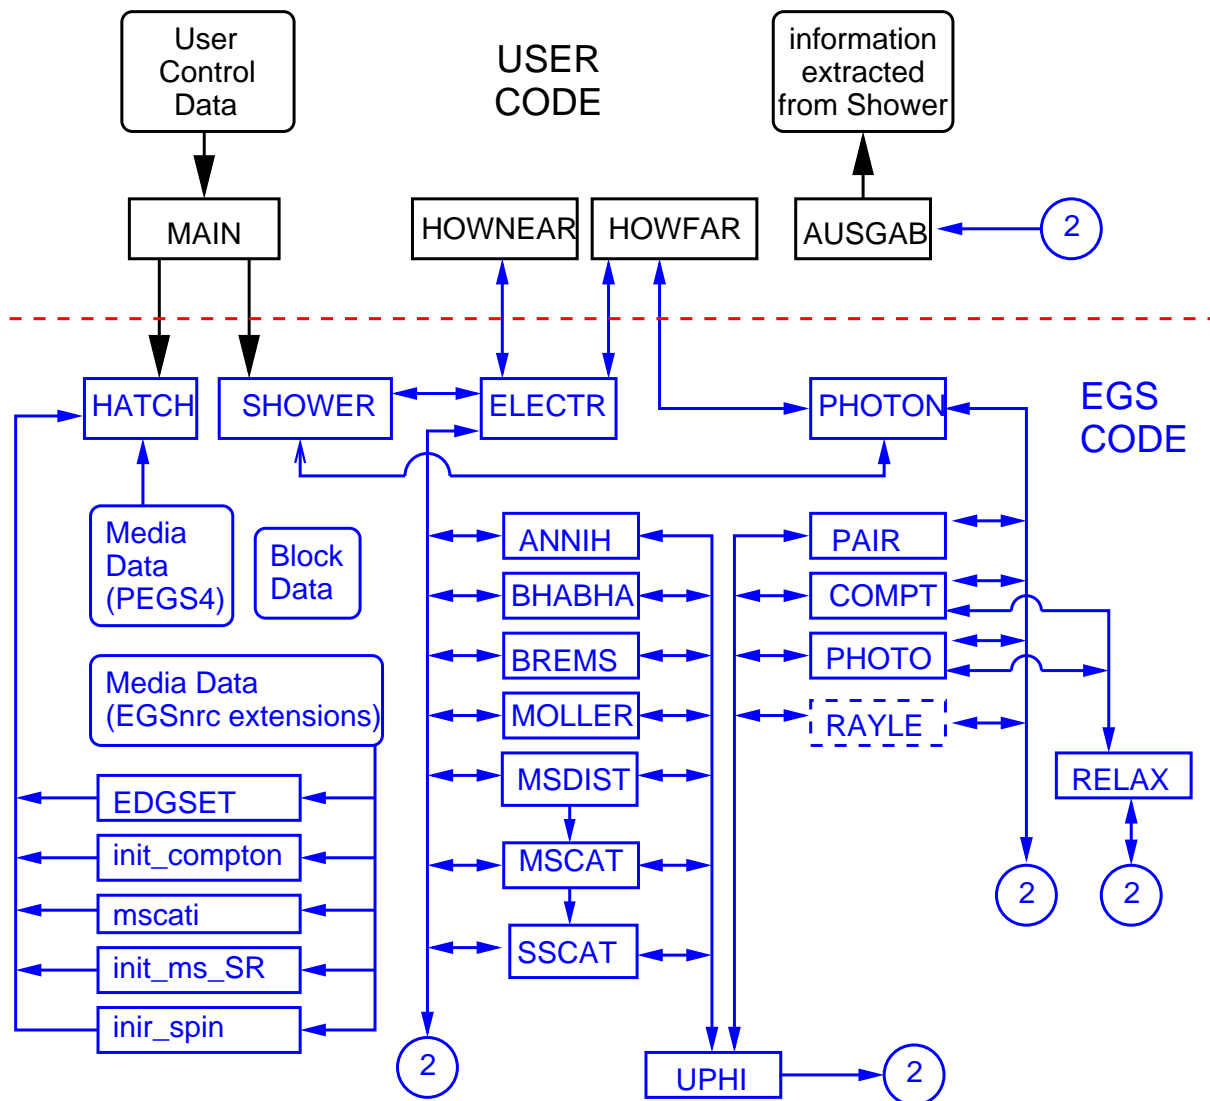 User
Control
Data
USER
CODE
information
extracted
from Shower
MAIN
HOWNEAR
HOWFAR
AUSGAB
2
HATCH
SHOWER
ELECTR
PHOTON
EGS
CODE
Media
Data
(PEGS4)
Block
Data
ANNIH
PAIR
BHABHA
COMPT
BREMS
PHOTO
Media Data
(EGSnrc extensions)
MOLLER
RAYLE
MSDIST
RELAX
EDGSET
init_compton
MSCAT
mscati
2
2
SSCAT
init_ms_SR
inir_spin
2
UPHI
2